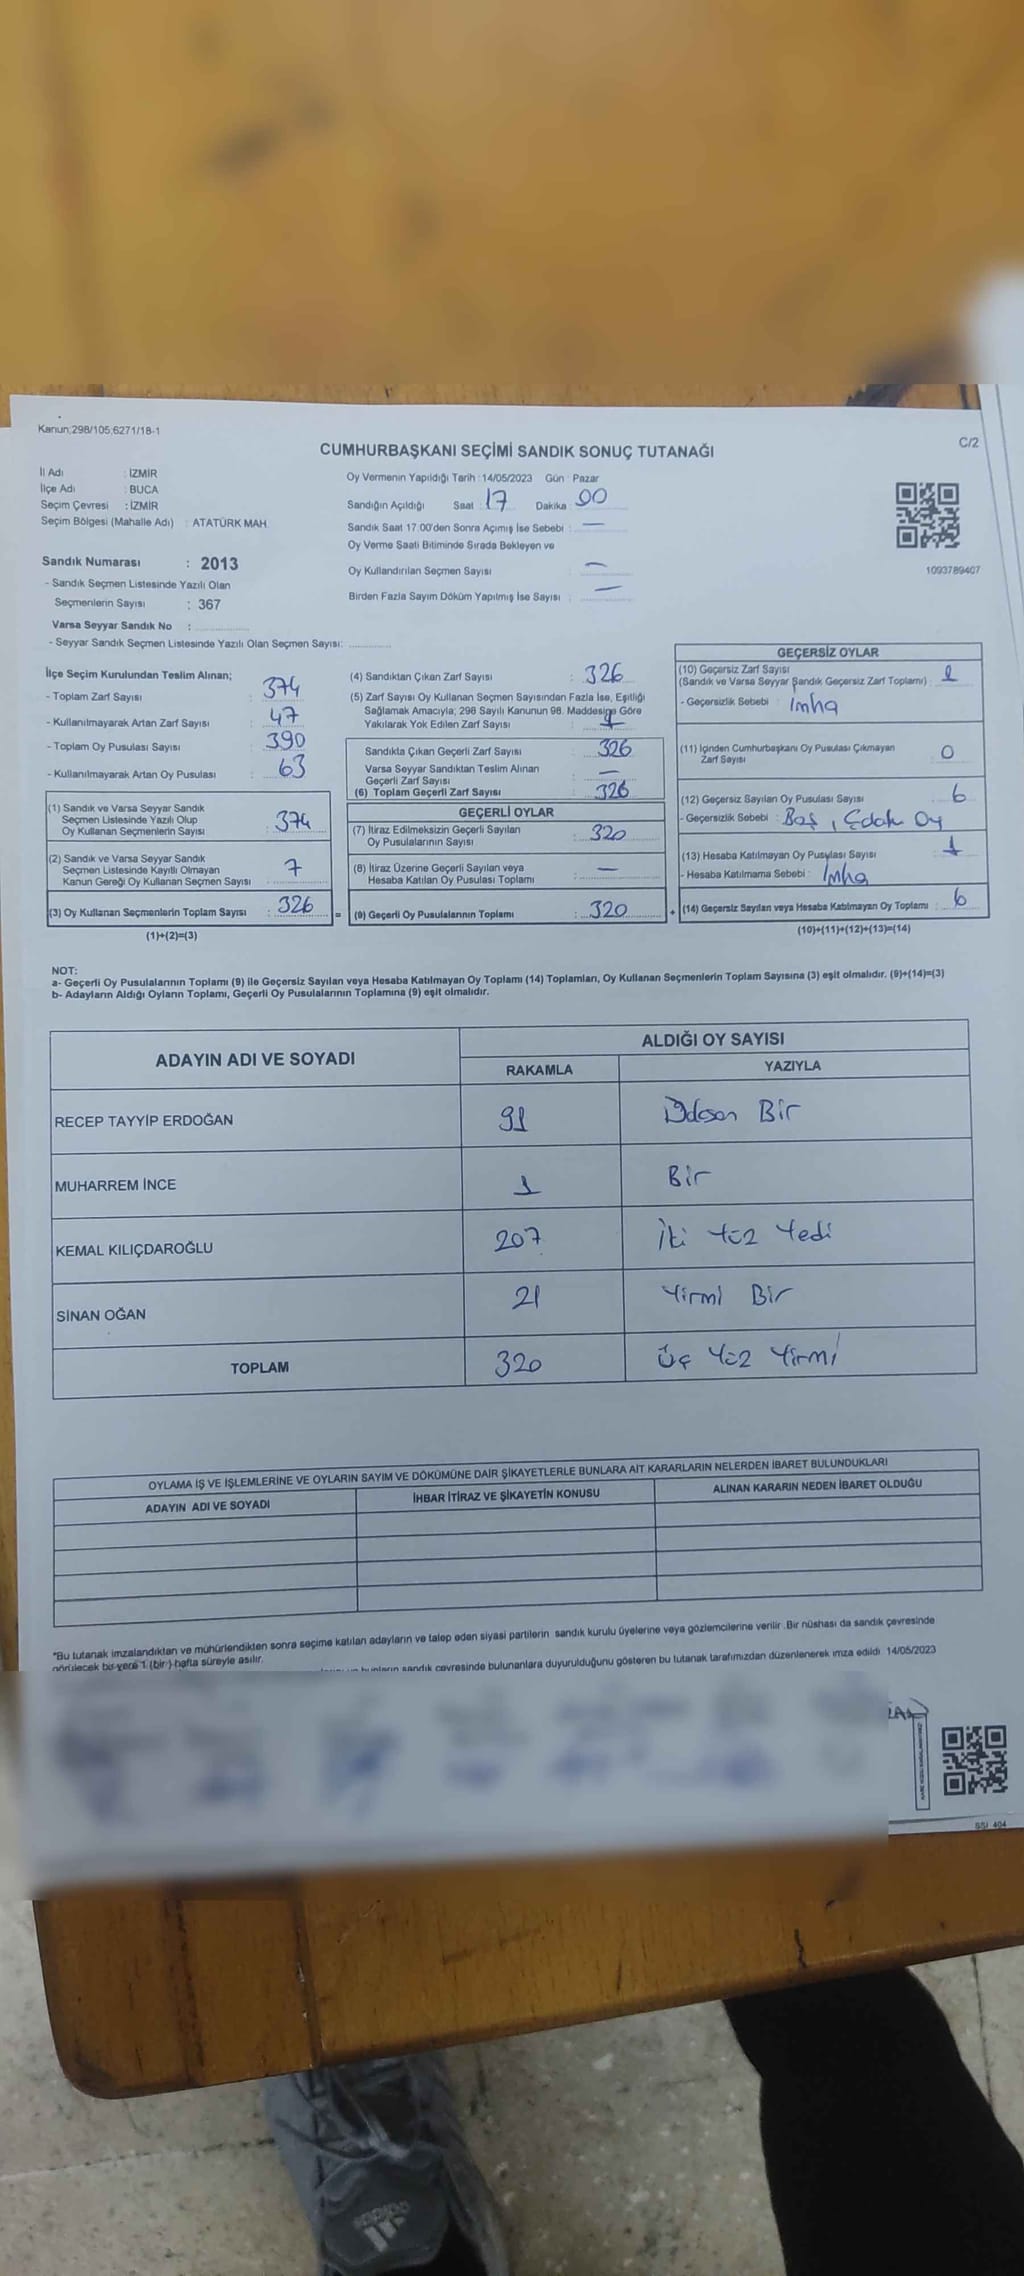 Kanun;298/105;6271/18-1
C/2
CUMHURBAŞKANI SEÇİMİ SANDIK SONUÇ TUTANAĞI
İl Adı : İZMİR
İlçe Adı : BUCA
Seçim Çevresi : İZMİR
Seçim Bölgesi (Mahalle Adı) : ATATÜRK MAH.
Sandık Numarası : 2013
- Sandık Seçmen Listesinde Yazılı Olan
Seçmenlerin Sayısı : 367
Varsa Seyyar Sandık No :
- Seyyar Sandık Seçmen Listesinde Yazılı Olan Seçmen Sayısı:
Oy Vermenin Yapıldığı Tarih : 14/05/2023 Gün : Pazar
Sandığın Açıldığı Saat : 17 Dakika : 00
Sandık Saat 17:00'den Sonra Açımış İse Sebebi : —
Oy Verme Saati Bitiminde Sırada Bekleyen ve
Oy Kullandırılan Seçmen Sayısı : —
Birden Fazla Sayım Döküm Yapılmış İse Sayısı : —
1093789407
İlçe Seçim Kurulundan Teslim Alınan;
- Toplam Zarf Sayısı : 374
- Kullanılmayarak Artan Zarf Sayısı : 47
- Toplam Oy Pusulası Sayısı : 390
- Kullanılmayarak Artan Oy Pusulası : 63
(1) Sandık ve Varsa Seyyar Sandık
Seçmen Listesinde Yazılı Olup
Oy Kullanan Seçmenlerin Sayısı : 374
(2) Sandık ve Varsa Seyyar Sandık
Seçmen Listesinde Kayıtlı Olmayan
Kanun Gereği Oy Kullanan Seçmen Sayısı : 7
(3) Oy Kullanan Seçmenlerin Toplam Sayısı : 326
(1)+(2)=(3)
(4) Sandıktan Çıkan Zarf Sayısı : 326
(5) Zarf Sayısı Oy Kullanan Seçmen Sayısından Fazla İse, Eşitliği
Sağlamak Amacıyla; 298 Sayılı Kanunun 98. Maddesine Göre
Yakılarak Yok Edilen Zarf Sayısı : 1
Sandıkta Çıkan Geçerli Zarf Sayısı : 326
Varsa Seyyar Sandıktan Teslim Alınan
Geçerli Zarf Sayısı : —
(6) Toplam Geçerli Zarf Sayısı : 326
GEÇERLİ OYLAR
(7) İtiraz Edilmeksizin Geçerli Sayılan
Oy Pusulalarının Sayısı : 320
(8) İtiraz Üzerine Geçerli Sayılan veya
Hesaba Katılan Oy Pusulası Toplamı : —
= (9) Geçerli Oy Pusulalarının Toplamı : 320
GEÇERSİZ OYLAR
(10) Geçersiz Zarf Sayısı
(Sandık ve Varsa Seyyar Sandık Geçersiz Zarf Toplamı) :
- Geçersizlik Sebebi : İmha
(11) İçinden Cumhurbaşkanı Oy Pusulası Çıkmayan
Zarf Sayısı : 0
(12) Geçersiz Sayılan Oy Pusulası Sayısı : 6
- Geçersizlik Sebebi : Boş, Oy
(13) Hesaba Katılmayan Oy Pusulası Sayısı : 1
- Hesaba Katılmama Sebebi : İmha
+ (14) Geçersiz Sayılan veya Hesaba Katılmayan Oy Toplamı : 6
(10)+(11)+(12)+(13)=(14)
NOT:
a- Geçerli Oy Pusulalarının Toplamı (9) ile Geçersiz Sayılan veya Hesaba Katılmayan Oy Toplamı (14) Toplamları, Oy Kullanan Seçmenlerin Toplam Sayısına (3) eşit olmalıdır. (9)+(14)=(3)
b- Adayların Aldığı Oyların Toplamı, Geçerli Oy Pusulalarının Toplamına (9) eşit olmalıdır.
ADAYIN ADI VE SOYADI ALDIĞI OY SAYISI
RAKAMLA YAZIYLA
RECEP TAYYİP ERDOĞAN 91 Bir
MUHARREM İNCE 1 Bir
KEMAL KILIÇDAROĞLU 207 İki Yüz Yedi
SİNAN OĞAN 21 Yirmi Bir
TOPLAM 320 Üç Yüz Yirmi
OYLAMA İŞ VE İŞLEMLERİNE VE OYLARIN SAYIM VE DÖKÜMÜNE DAİR ŞİKAYETLERLE BUNLARA AİT KARARLARIN NELERDEN İBARET BULUNDUKLARI
ADAYIN ADI VE SOYADI İHBAR İTİRAZ VE ŞİKAYETİN KONUSU ALINAN KARARIN NEDEN İBARET OLDUĞU
"Bu tutanak imzalandıktan ve mühürlendikten sonra seçime katılan adayların ve talep eden siyasi partilerin sandık kurulu üyelerine veya gözlemcilerine verilir. Bir nüshası da sandık çevresinde
görülecek bir yere 1 (bir) hafta süreyle asılır.
sandık çevresinde bulunanlara duyurulduğunu gösteren bu tutanak tarafımızdan düzenlenerek imza edildi. 14/05/2023
SSİ 404
adidas